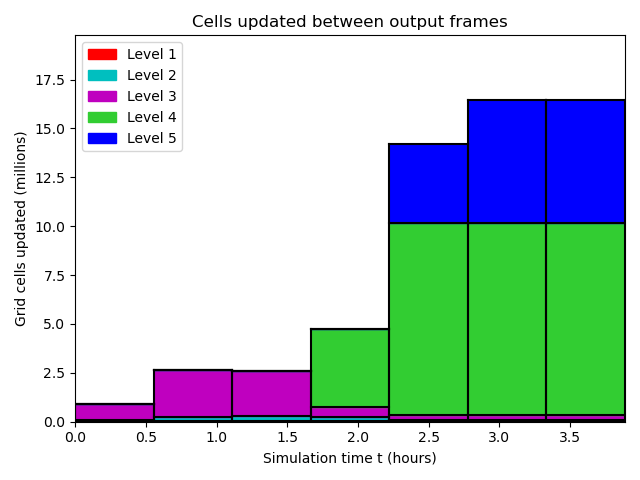 Cells updated between output frames
Level 1
Level 2
Level 3
Level 4
Level 5
Grid cells updated (millions)
17.5
15.0
12.5
10.0
7.5
5.0
2.5
0.0
0.0 0.5 1.0 1.5 2.0 2.5 3.0 3.5
Simulation time t (hours)